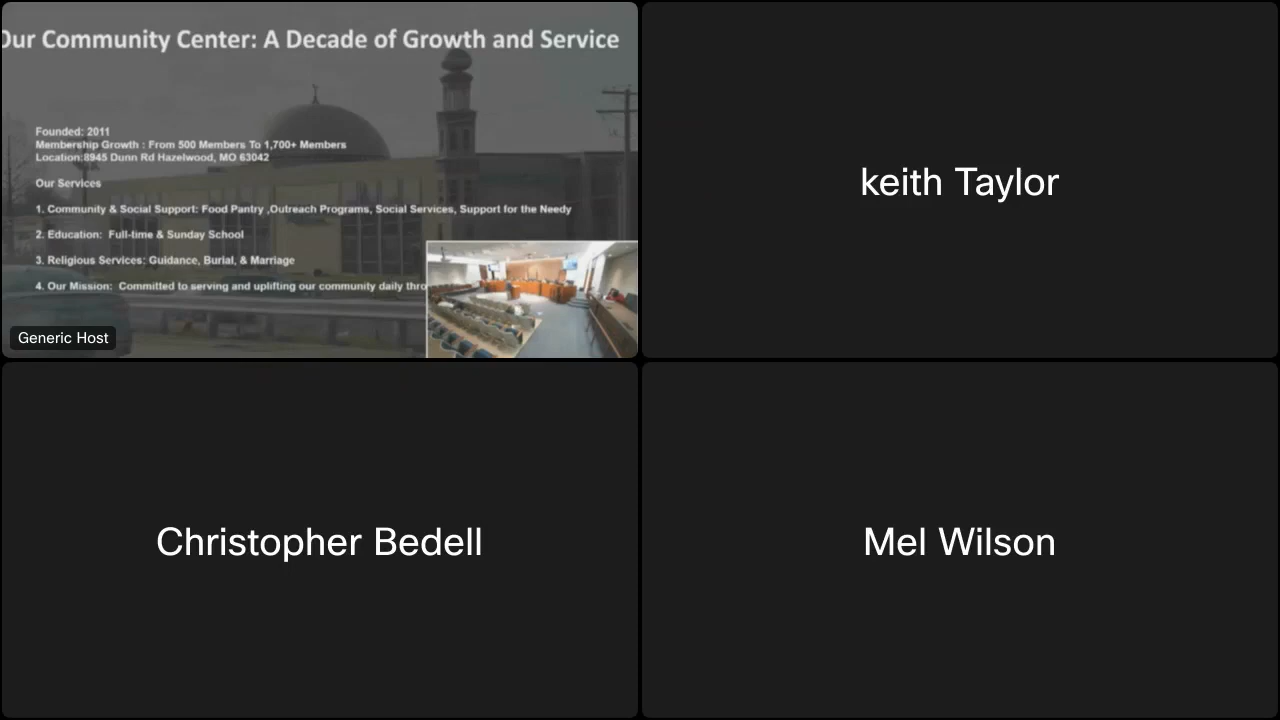 Our Community Center: A Decade of Growth and Service
Founded: 2011
Membership Growth : From 500 Members To 1,700+ Members
Location:8945 Dunn Rd Hazelwood, MO 63042
Our Services
1. Community & Social Support: Food Pantry ,Outreach Programs, Social Services, Support for the Needy
2. Education: Full-time & Sunday School
3. Religious Services: Guidance, Burial, & Marriage
4. Our Mission: Committed to serving and uplifting our community daily thro
Generic Host
keith Taylor
Christopher Bedell
Mel Wilson